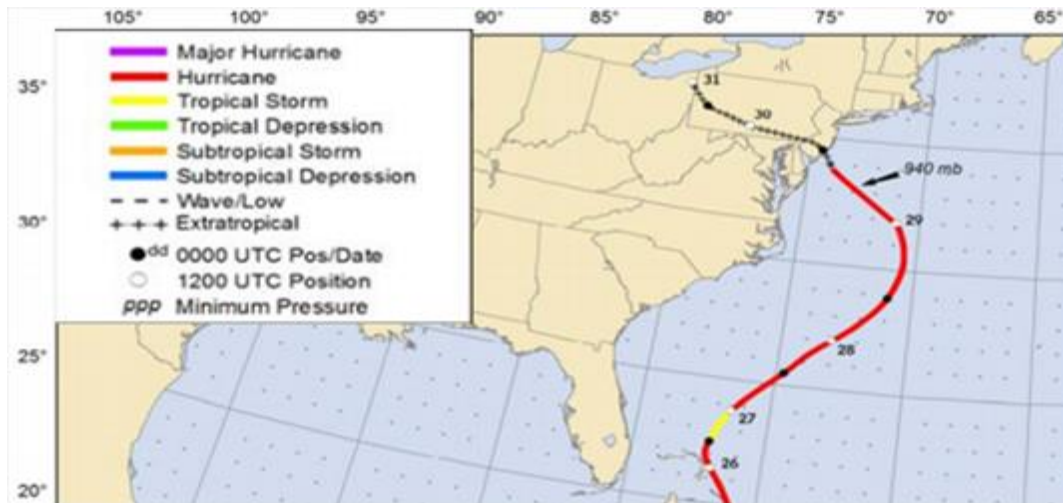 105° 100° 95° 90° 85° 80° 75° 70° 65°
Major Hurricane
Hurricane
Tropical Storm
Tropical Depression
Subtropical Storm
Subtropical Depression
Wave/Low
Extratropical
dd 0000 UTC Pos/Date
1200 UTC Position
ppp Minimum Pressure
35°
30°
25°
20°
31
30
940 mb
29
28
27
26